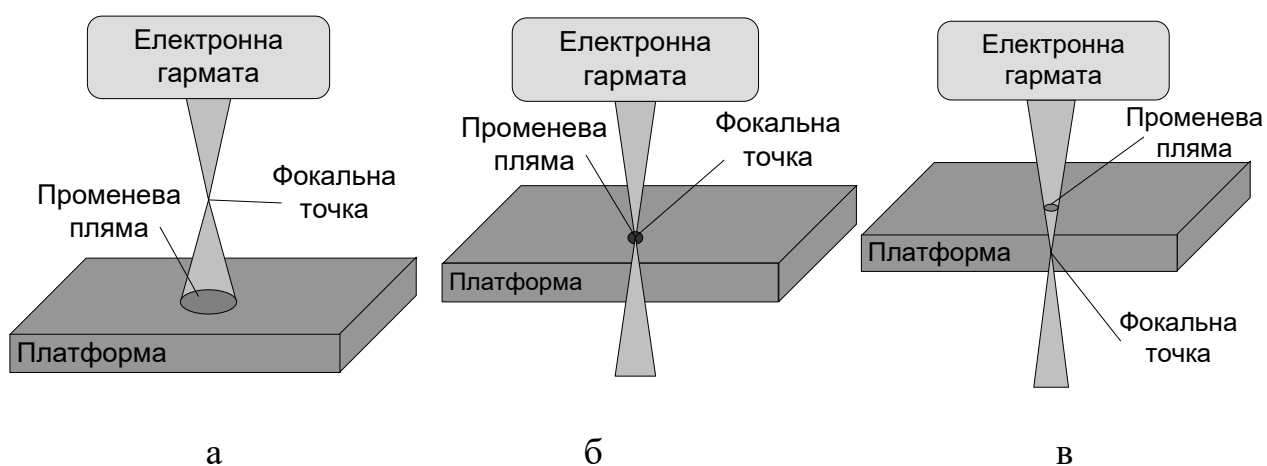 Електронна
гармата
Фокальна
точка
Променева
пляма
Платформа
а
Електронна
гармата
Променева
пляма
Фокальна
точка
Платформа
б
Електронна
гармата
Променева
пляма
Платформа
Фокальна
точка
в